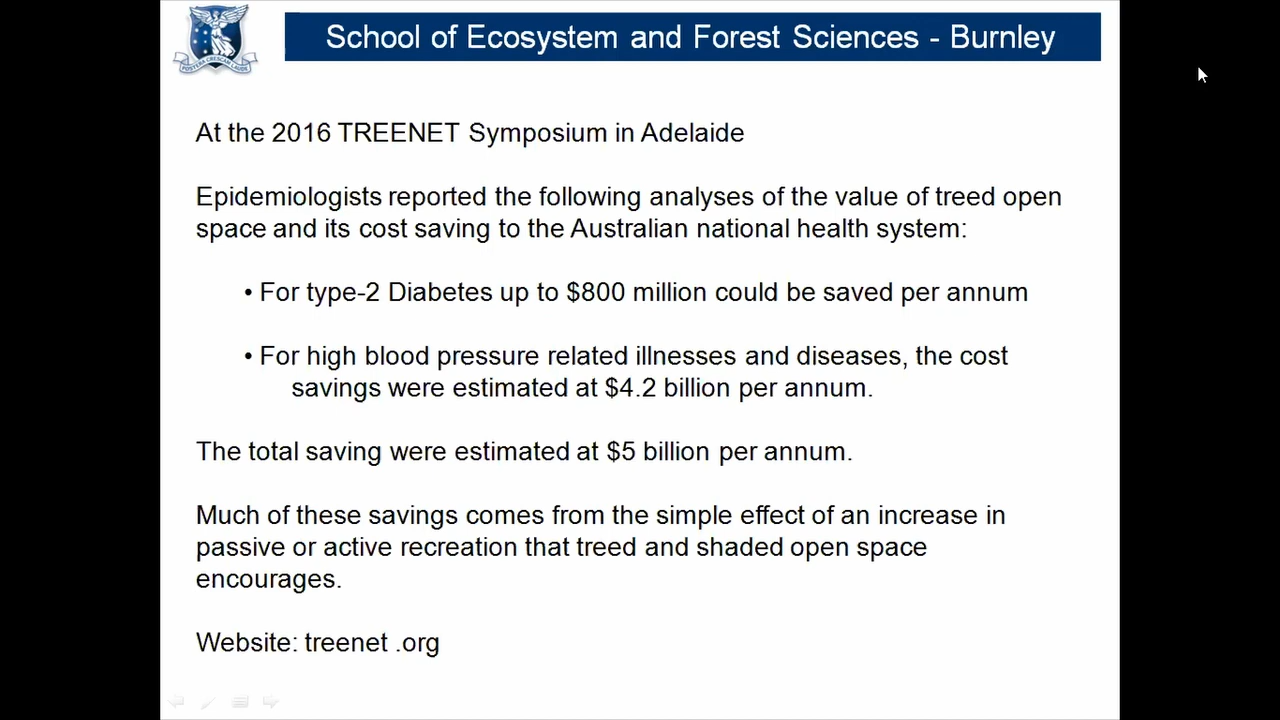 School of Ecosystem and Forest Sciences - Burnley
POSTERA CRESCAM LAUDE
At the 2016 TREENET Symposium in Adelaide
Epidemiologists reported the following analyses of the value of treed open
space and its cost saving to the Australian national health system:
• For type-2 Diabetes up to $800 million could be saved per annum
• For high blood pressure related illnesses and diseases, the cost
savings were estimated at $4.2 billion per annum.
The total saving were estimated at $5 billion per annum.
Much of these savings comes from the simple effect of an increase in
passive or active recreation that treed and shaded open space
encourages.
Website: treenet .org